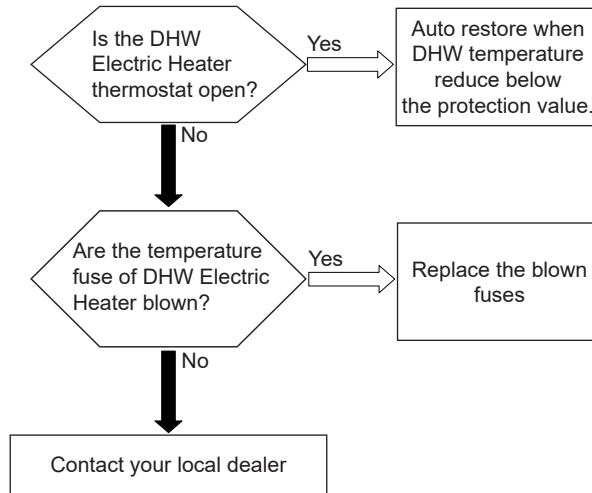 Is the DHW
Electric Heater
thermostat open?
Yes
Auto restore when
DHW temperature
reduce below
the protection value.
No
Are the temperature
fuse of DHW Electric
Heater blown?
Yes
Replace the blown
fuses
No
Contact your local dealer